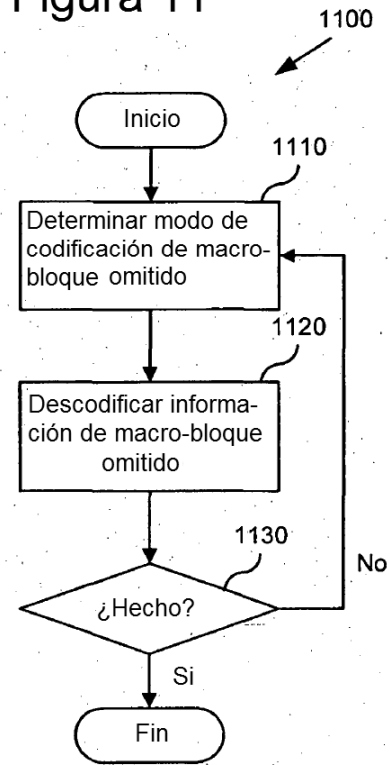 Figura 11
1100
Inicio
1110
Determinar modo de
codificación de macro-
bloque omitido
1120
Descodificar informa-
ción de macro-bloque
omitido
1130
¿Hecho?
No
Si
Fin